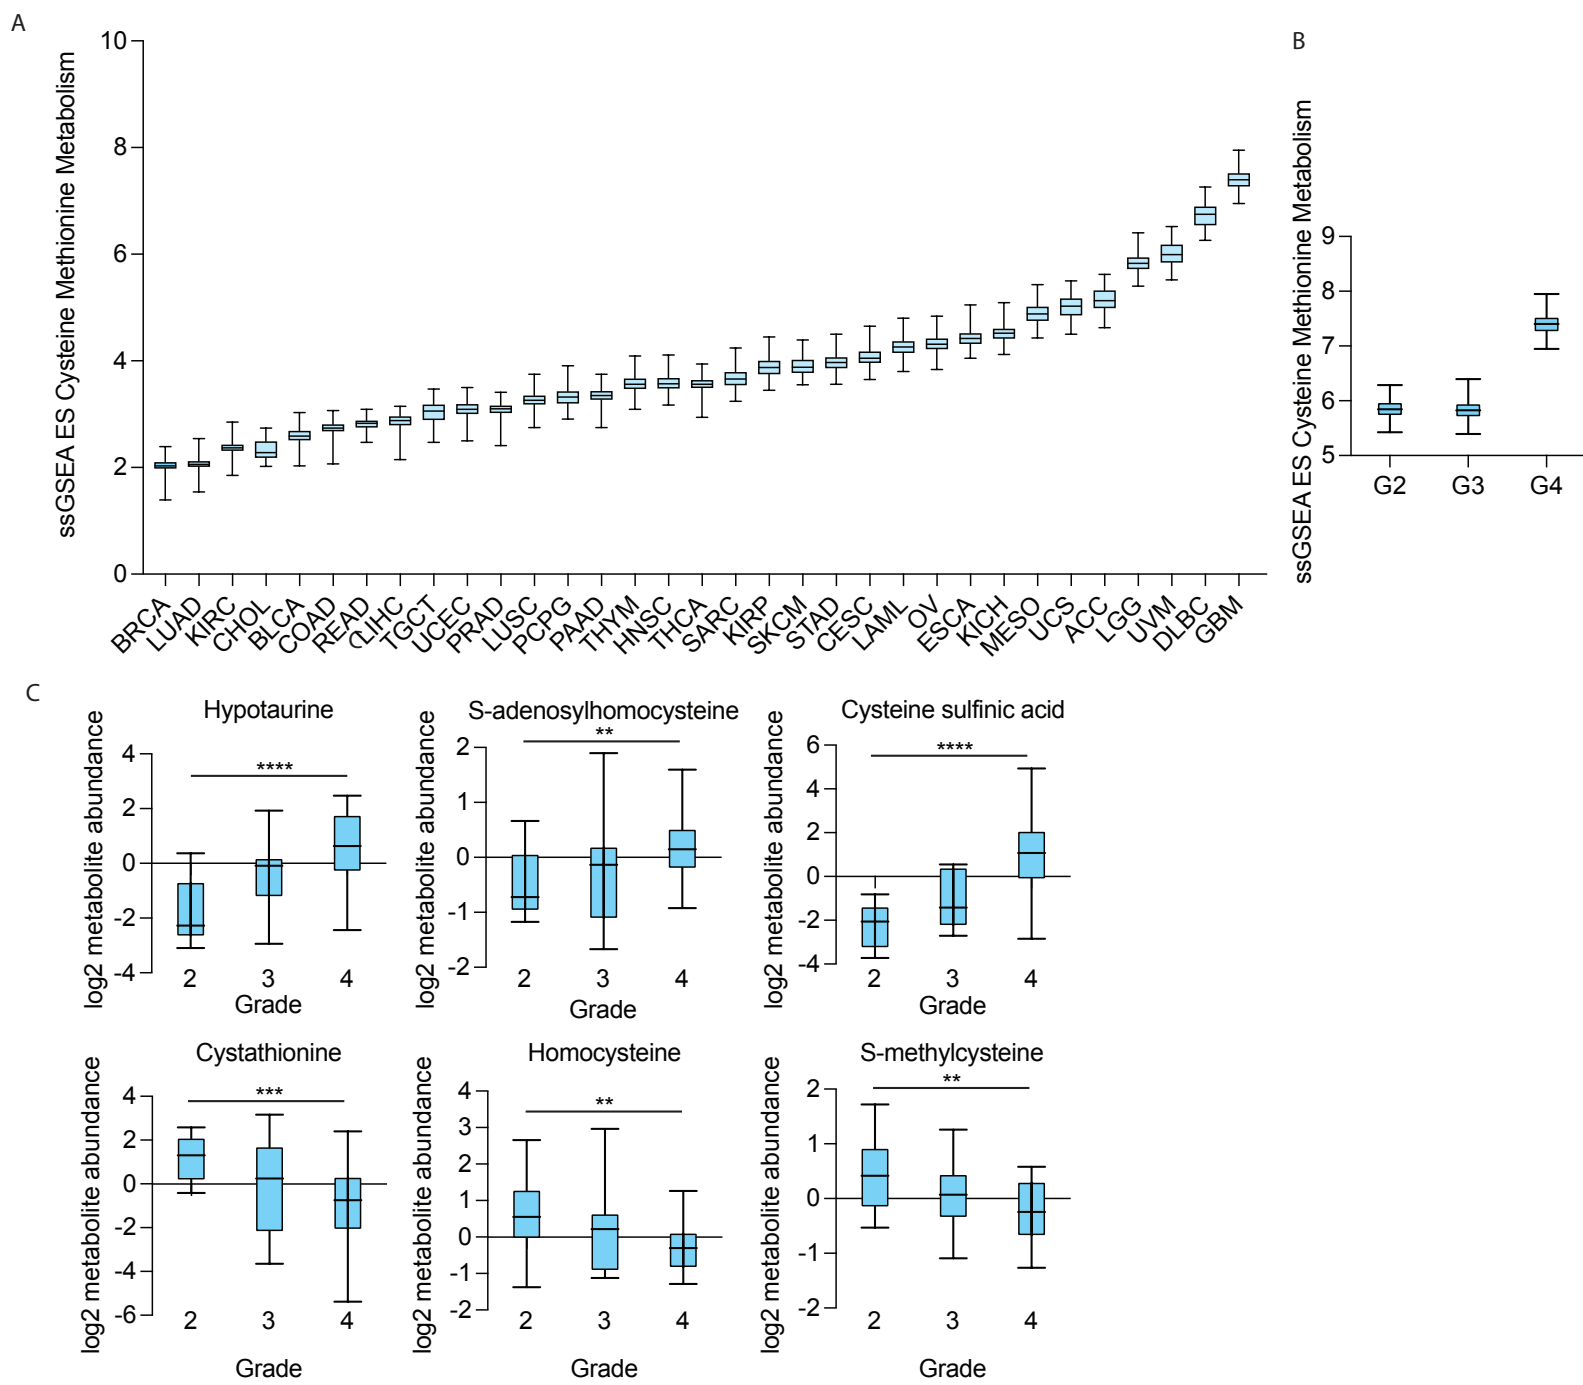 A
ssGSEA ES Cysteine Methionine Metabolism
10
8
6
4
2
0
BRCA
LUAD
KIRC
CHOL
BLCA
COAD
READ
(LIHC
TGCT
UCEC
PRAD
LUSC
PCPG
PAAD
THYM
HNSC
THCA
SARC
KIRP
SKCM
STAD
CESC
LAML
OV
ESCA
KICH
MESO
UCS
ACC
LGG
UVM
DLBC
GBM
B
ssGSEA ES Cysteine Methionine Metabolism
9
8
7
6
5
G2
G3
G4
C
Hypotaurine
log2 metabolite abundance
4
2
0
-2
-4
****
2
3
4
Grade
S-adenosylhomocysteine
log2 metabolite abundance
2
1
0
-1
-2
**
2
3
4
Grade
Cysteine sulfinic acid
log2 metabolite abundance
6
4
2
0
-2
-4
****
2
3
4
Grade
Cystathionine
log2 metabolite abundance
4
2
0
-2
-4
-6
***
2
3
4
Grade
Homocysteine
log2 metabolite abundance
4
3
2
1
0
-1
-2
**
2
3
4
Grade
S-methylcysteine
log2 metabolite abundance
2
1
0
-1
-2
**
2
3
4
Grade